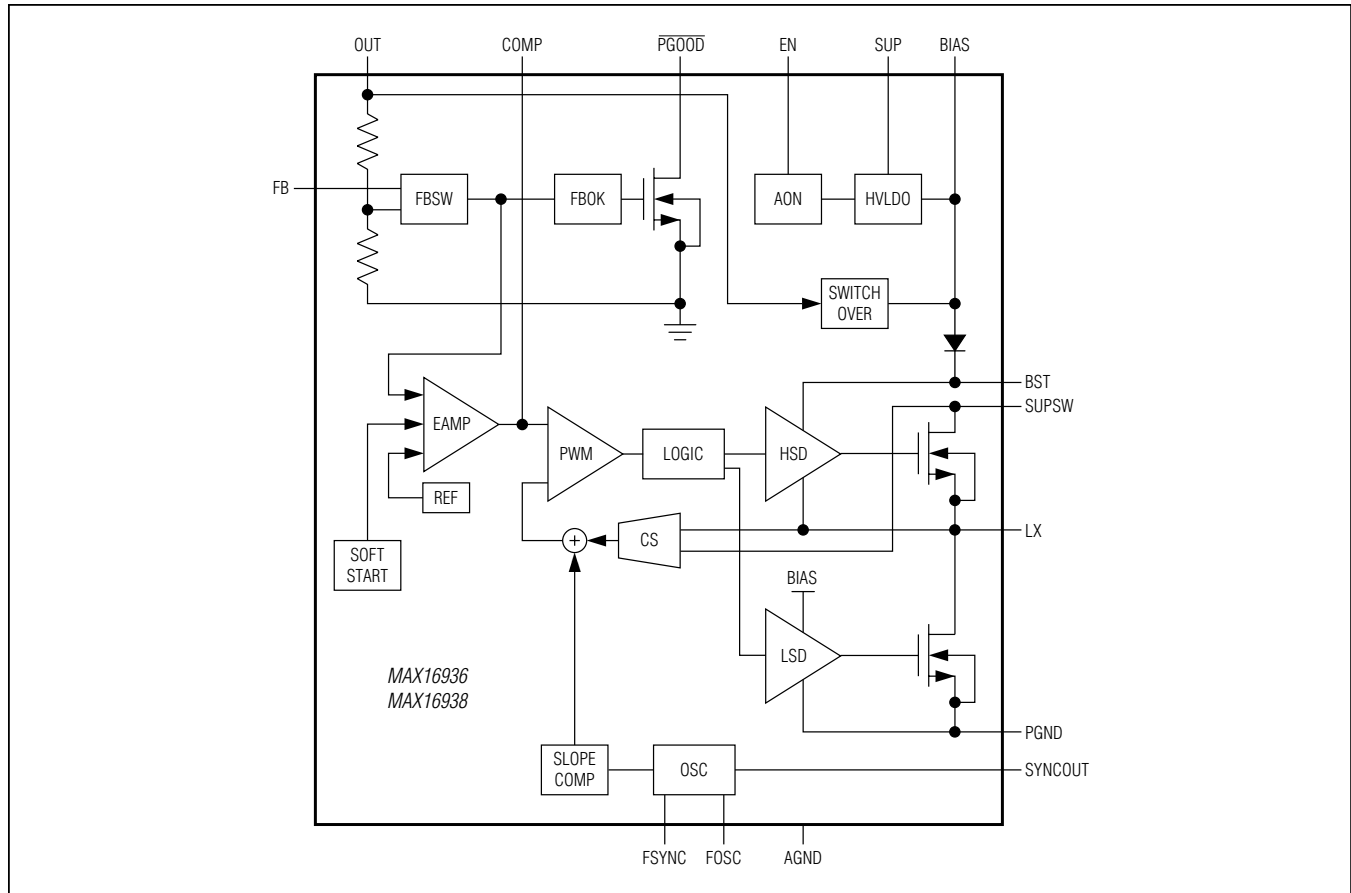 OUT
COMP
PGOOD
EN
SUP
BIAS
FB
FBSW
FBOK
AON
HVLDO
SWITCH
OVER
BST
SUPSW
EAMP
PWM
LOGIC
HSD
REF
CS
LX
SOFT
START
BIAS
LSD
MAX16936
MAX16938
PGND
SLOPE
COMP
OSC
SYNCOUT
FSYNC
FOSC
AGND